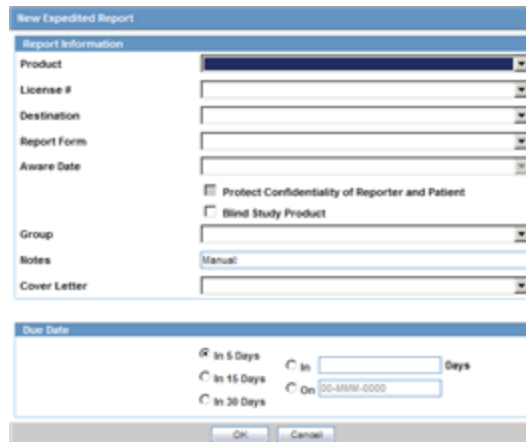 New Expedited Report
Report Information
Product
License #
Destination
Report Form
Aware Date
Protect Confidentiality of Reporter and Patient
Blind Study Product
Group
Notes Manual:
Cover Letter
Due Date
In 5 Days
In 15 Days
In 30 Days
In Days
On 00-MMM-0000
OK Cancel